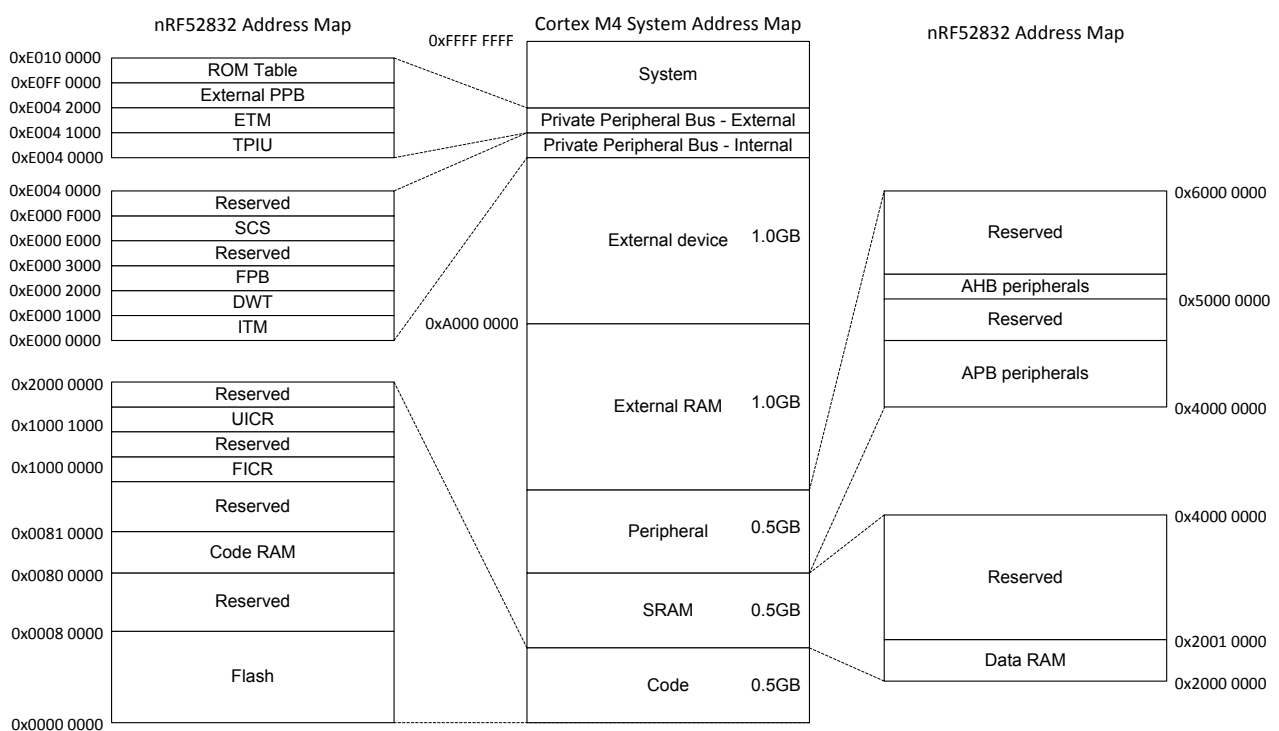 nRF52832 Address Map
0xE010 0000
ROM Table
0xE0FF 0000
External PPB
0xE004 2000
ETM
0xE004 1000
TPIU
0xE004 0000
0xE004 0000
Reserved
0xE000 F000
SCS
0xE000 E000
Reserved
0xE000 3000
FPB
0xE000 2000
DWT
0xE000 1000
ITM
0xE000 0000
0x2000 0000
Reserved
UICR
0x1000 1000
Reserved
0x1000 0000
FICR
Reserved
0x0081 0000
Code RAM
0x0080 0000
Reserved
0x0008 0000
Flash
0x0000 0000
Cortex M4 System Address Map
0xFFFF FFFF
System
Private Peripheral Bus - External
Private Peripheral Bus - Internal
External device 1.0GB
0xA000 0000
External RAM 1.0GB
Peripheral 0.5GB
SRAM 0.5GB
Code 0.5GB
nRF52832 Address Map
0x6000 0000
Reserved
AHB peripherals
0x5000 0000
Reserved
APB peripherals
0x4000 0000
0x4000 0000
Reserved
0x2001 0000
Data RAM
0x2000 0000